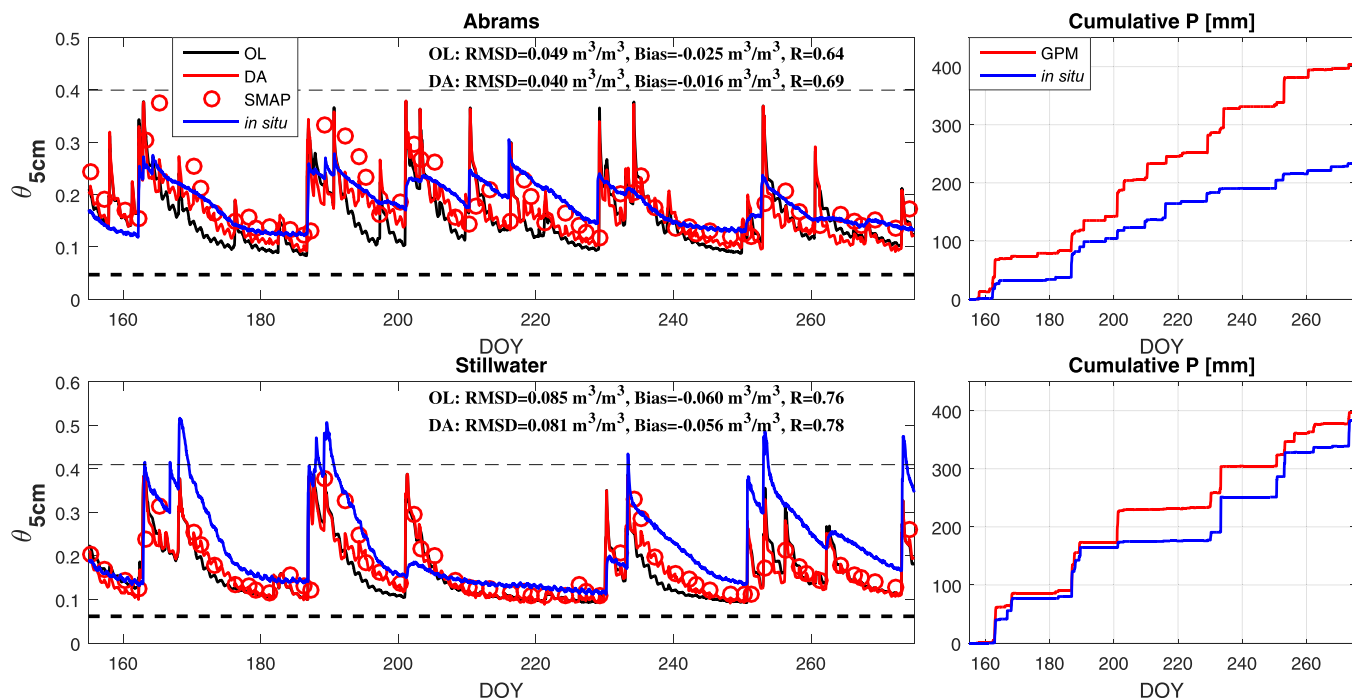 Abrams
OL: RMSD=0.049 m³/m³, Bias=-0.025 m³/m³, R=0.64
DA: RMSD=0.040 m³/m³, Bias=-0.016 m³/m³, R=0.69
OL
DA
SMAP
in situ
0.5
0.4
0.3
0.2
0.1
0
θ5cm
160
180
200
220
240
260
DOY
Cumulative P [mm]
GPM
in situ
400
300
200
100
0
160
180
200
220
240
260
DOY
Stillwater
OL: RMSD=0.085 m³/m³, Bias=-0.060 m³/m³, R=0.76
DA: RMSD=0.081 m³/m³, Bias=-0.056 m³/m³, R=0.78
0.6
0.5
0.4
0.3
0.2
0.1
0
θ5cm
160
180
200
220
240
260
DOY
Cumulative P [mm]
400
300
200
100
0
160
180
200
220
240
260
DOY